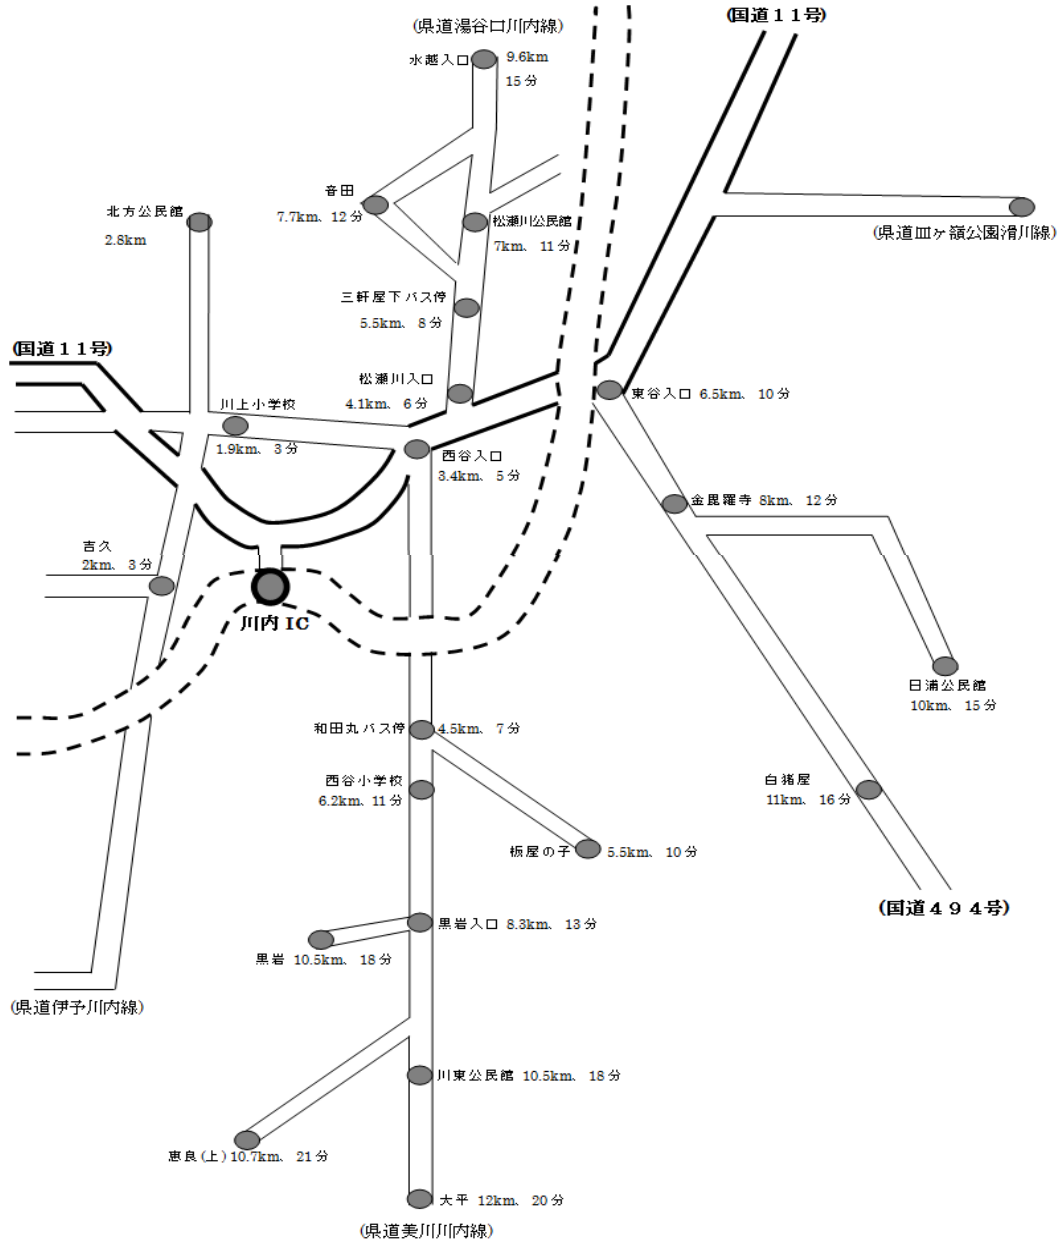 (国道１１号)
(県道湯谷口川内線)
水越入口
9.6km
15分
音田
7.7km、12分
北方公民館
2.8km
松瀬川公民館
7km、11分
(県道皿ヶ嶺公園滑川線)
三軒屋下バス停
5.5km、8分
(国道１１号)
松瀬川入口
4.1km、6分
東谷入口 6.5km、10分
川上小学校
1.9km、3分
西谷入口
3.4km、5分
金毘羅寺 8km、12分
吉久
2km、3分
川内IC
日浦公民館
10km、15分
和田丸バス停
4.5km、7分
西谷小学校
6.2km、11分
白猪屋
11km、16分
板屋の子
5.5km、10分
(国道４９４号)
黒岩入口 8.3km、13分
黒岩 10.5km、18分
(県道伊予川内線)
川東公民館 10.5km、18分
恵良(上)10.7km、21分
大平 12km、20分
(県道美川川内線)